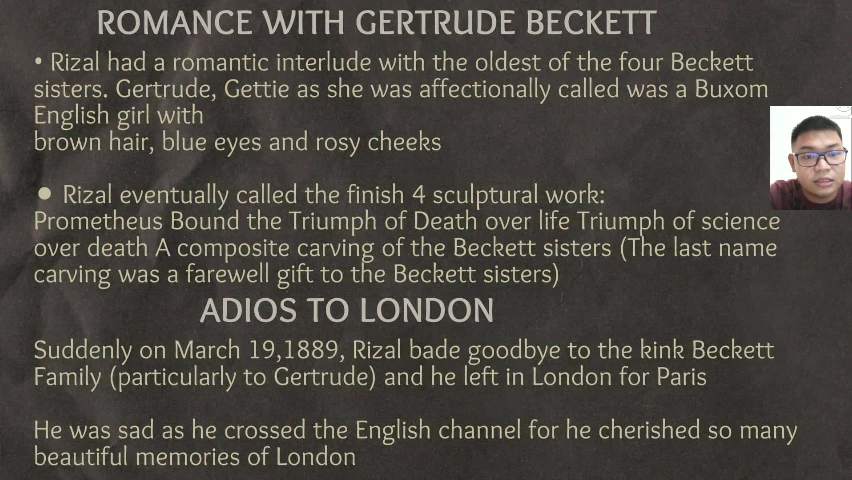 ROMANCE WITH GERTRUDE BECKETT
• Rizal had a romantic interlude with the oldest of the four Beckett
sisters. Gertrude, Gettie as she was affectionally called was a Buxom
English girl with
brown hair, blue eyes and rosy cheeks
• Rizal eventually called the finish 4 sculptural work:
Prometheus Bound the Triumph of Death over life Triumph of science
over death A composite carving of the Beckett sisters (The last name
carving was a farewell gift to the Beckett sisters)
ADIOS TO LONDON
Suddenly on March 19,1889, Rizal bade goodbye to the kink Beckett
Family (particularly to Gertrude) and he left in London for Paris
He was sad as he crossed the English channel for he cherished so many
beautiful memories of London